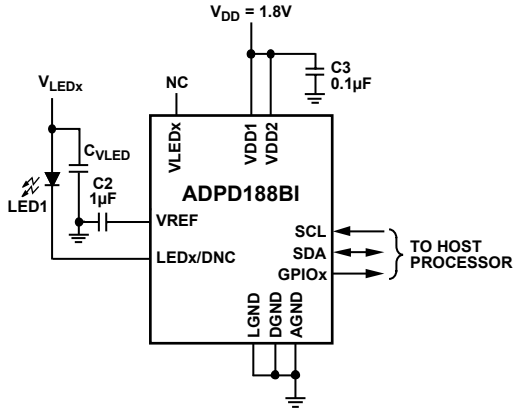 VDD = 1.8V
C3
0.1µF
NC
VLEDx
CVLED
C2
1µF
LED1
VLEDx
VDD1
VDD2
ADPD188BI
VREF
LEDx/DNC
SCL
SDA
GPIOx
TO HOST
PROCESSOR
LGND
DGND
AGND